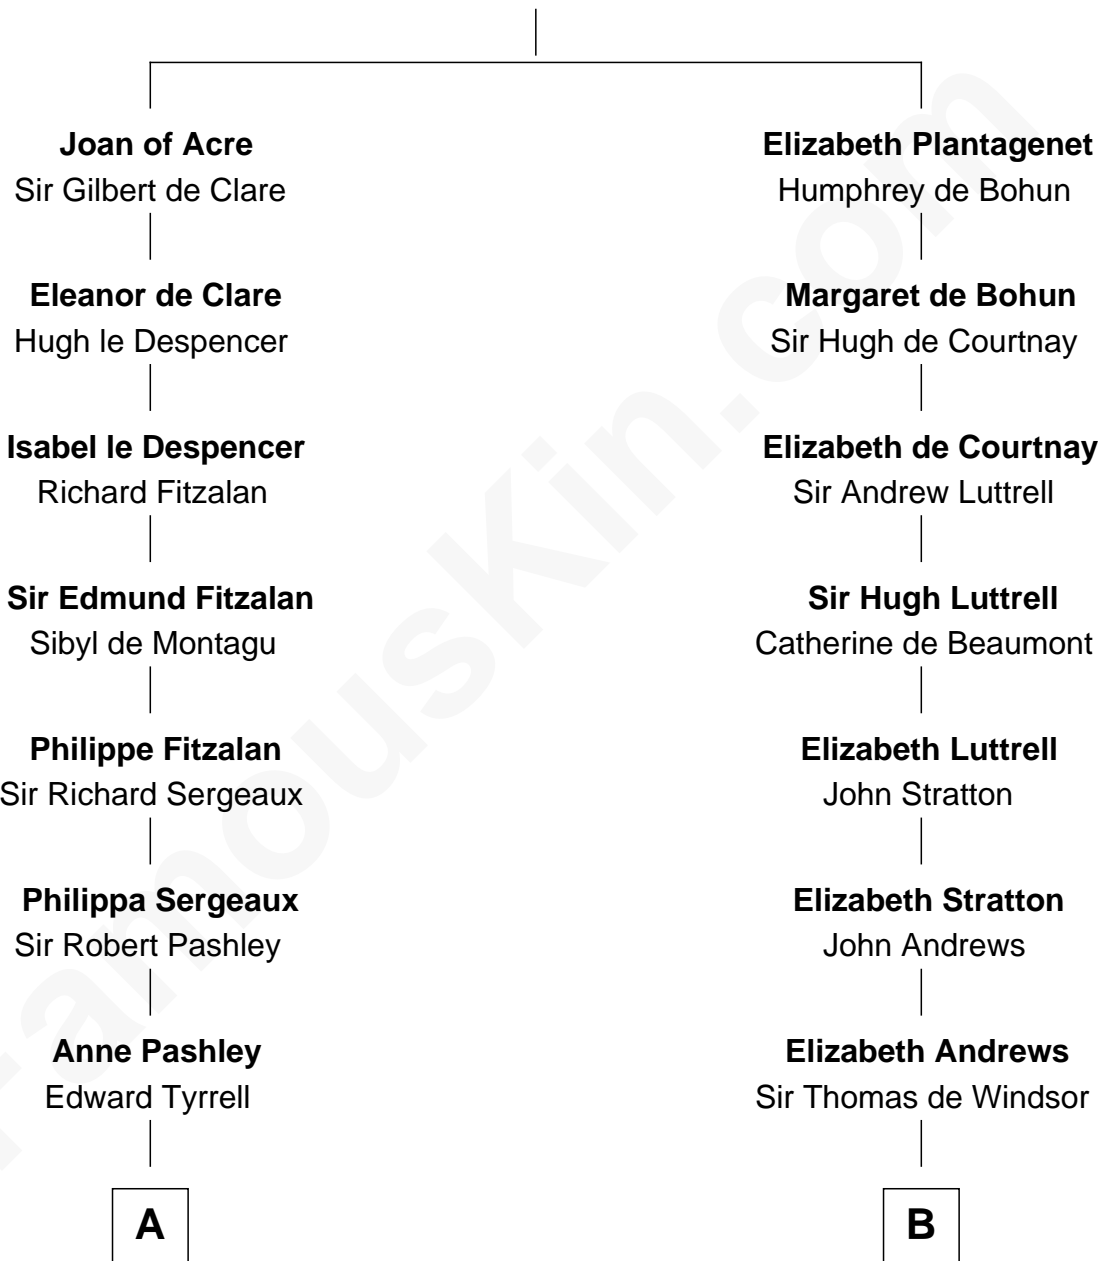 Joan of Acre
Sir Gilbert de Clare
Eleanor de Clare
Hugh le Despencer
Isabel le Despencer
Richard Fitzalan
Sir Edmund Fitzalan
Sibyl de Montagu
Philippe Fitzalan
Sir Richard Sergeaux
Philippa Sergeaux
Sir Robert Pashley
Anne Pashley
Edward Tyrrell
A
Elizabeth Plantagenet
Humphrey de Bohun
Margaret de Bohun
Sir Hugh de Courtnay
Elizabeth de Courtnay
Sir Andrew Luttrell
Sir Hugh Luttrell
Catherine de Beaumont
Elizabeth Luttrell
John Stratton
Elizabeth Stratton
John Andrews
Elizabeth Andrews
Sir Thomas de Windsor
B
FamousKin.com